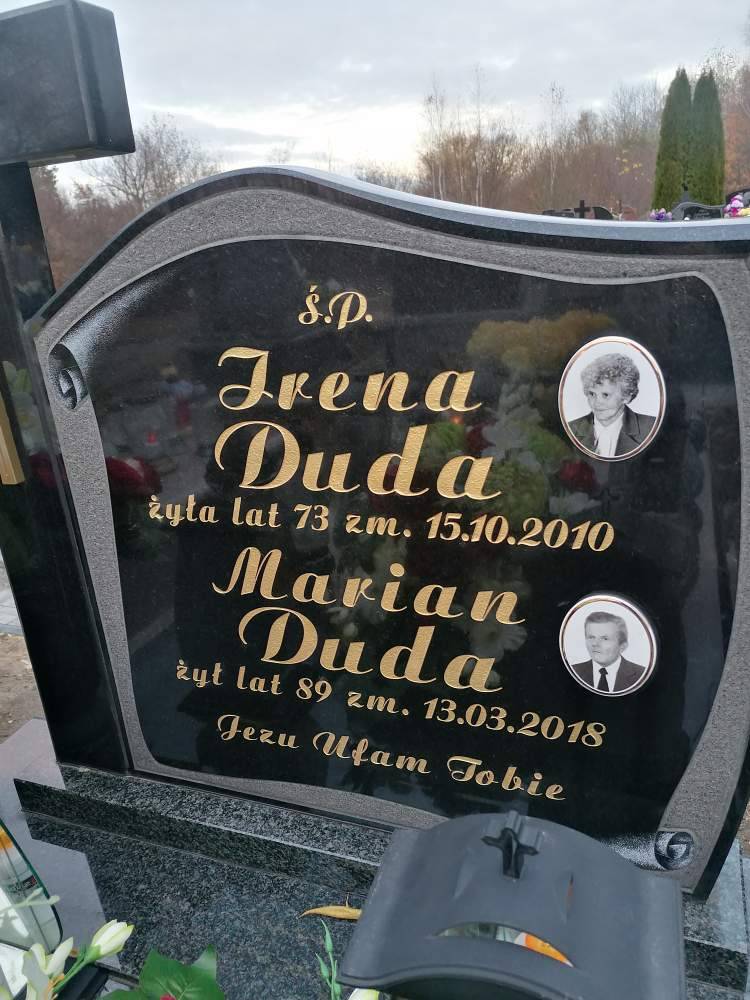 ś.p.
Irena
Duda
żyła lat 73 zm. 15.10.2010
Marian
Duda
żył lat 89 zm. 13.03.2018
Jezu Ufam Tobie